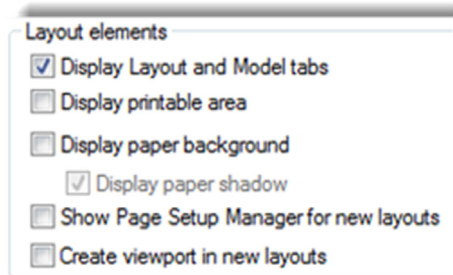 Layout elements
Display Layout and Model tabs
Display printable area
Display paper background
Display paper shadow
Show Page Setup Manager for new layouts
Create viewport in new layouts